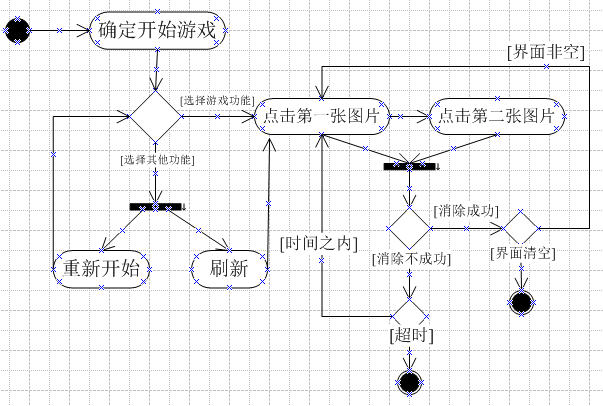 确定开始游戏
[界面非空]
[选择游戏功能]
点击第一张图片
点击第二张图片
[选择其他功能]
[消除成功]
[时间之内]
[消除不成功]
[界面清空]
重新开始
刷新
[超时]